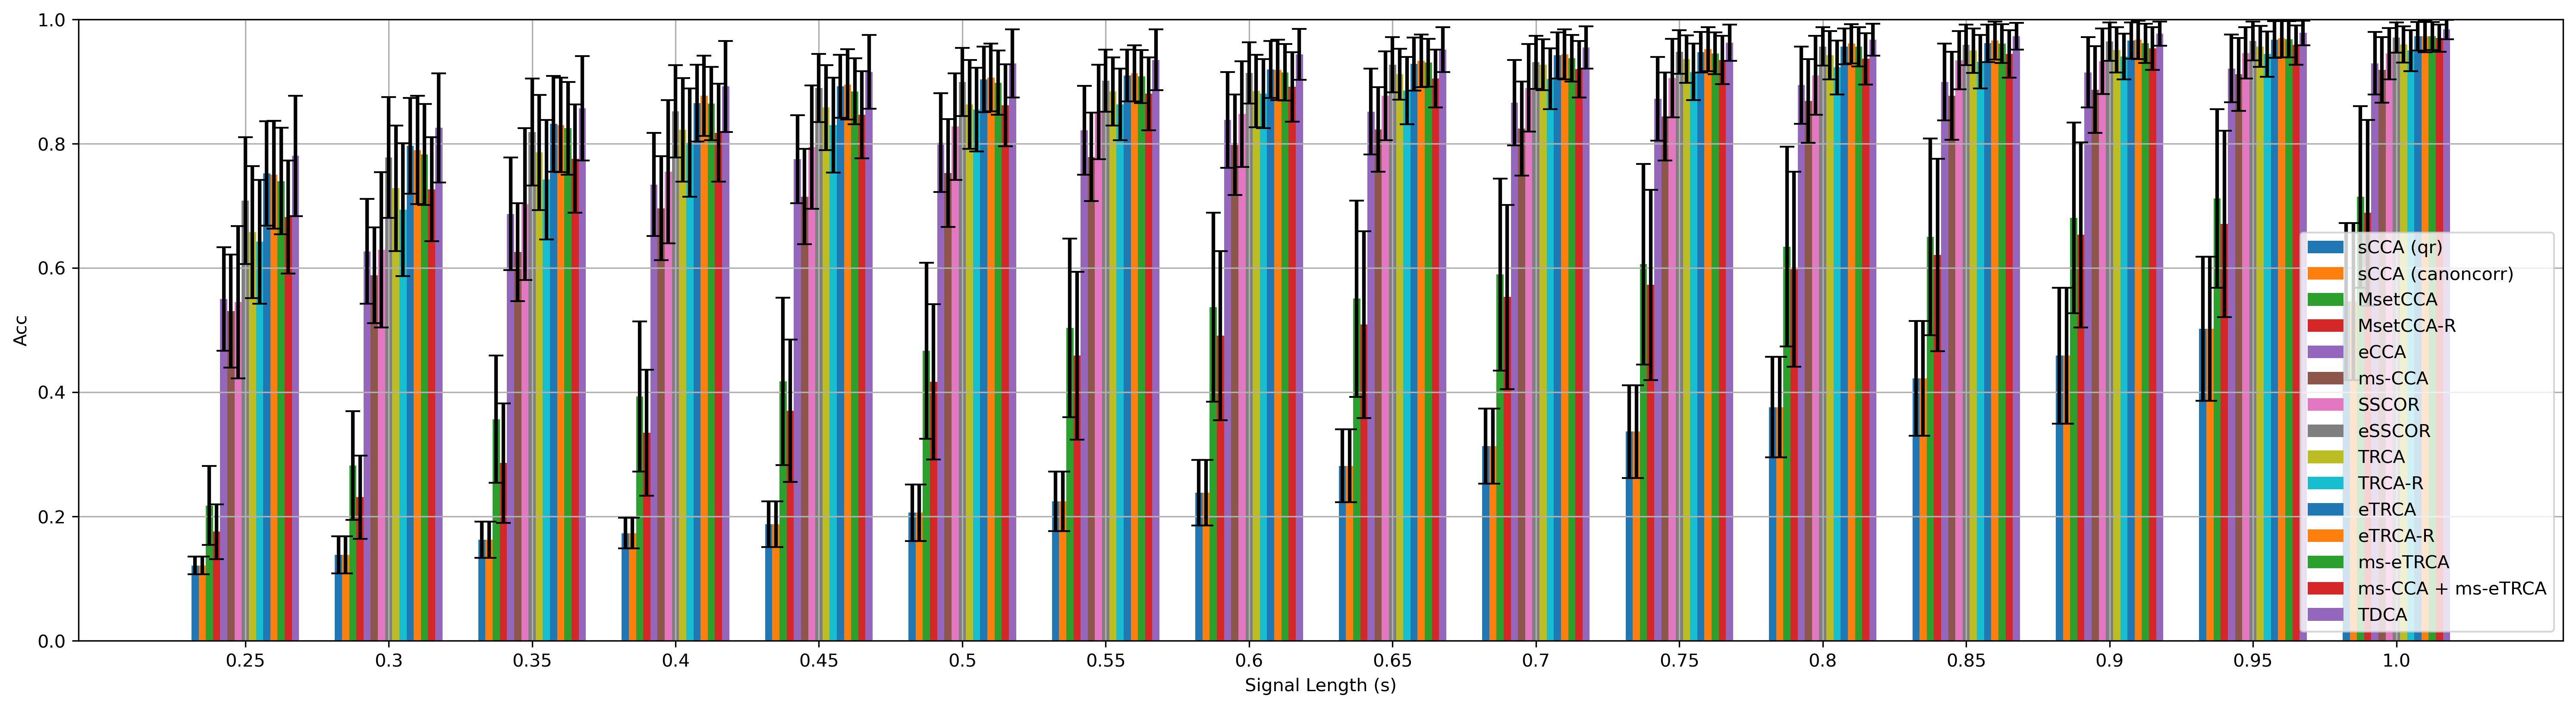 1.0
0.8
0.6
0.4
0.2
0.0
Acc
0.25 0.3 0.35 0.4 0.45 0.5 0.55 0.6 0.65 0.7 0.75 0.8 0.85 0.9 0.95 1.0
Signal Length (s)
sCCA (qr)
sCCA (canoncorr)
MsetCCA
MsetCCA-R
eCCA
ms-CCA
SSCOR
eSSCOR
TRCA
TRCA-R
eTRCA
eTRCA-R
ms-eTRCA
ms-CCA + ms-eTRCA
TDCA